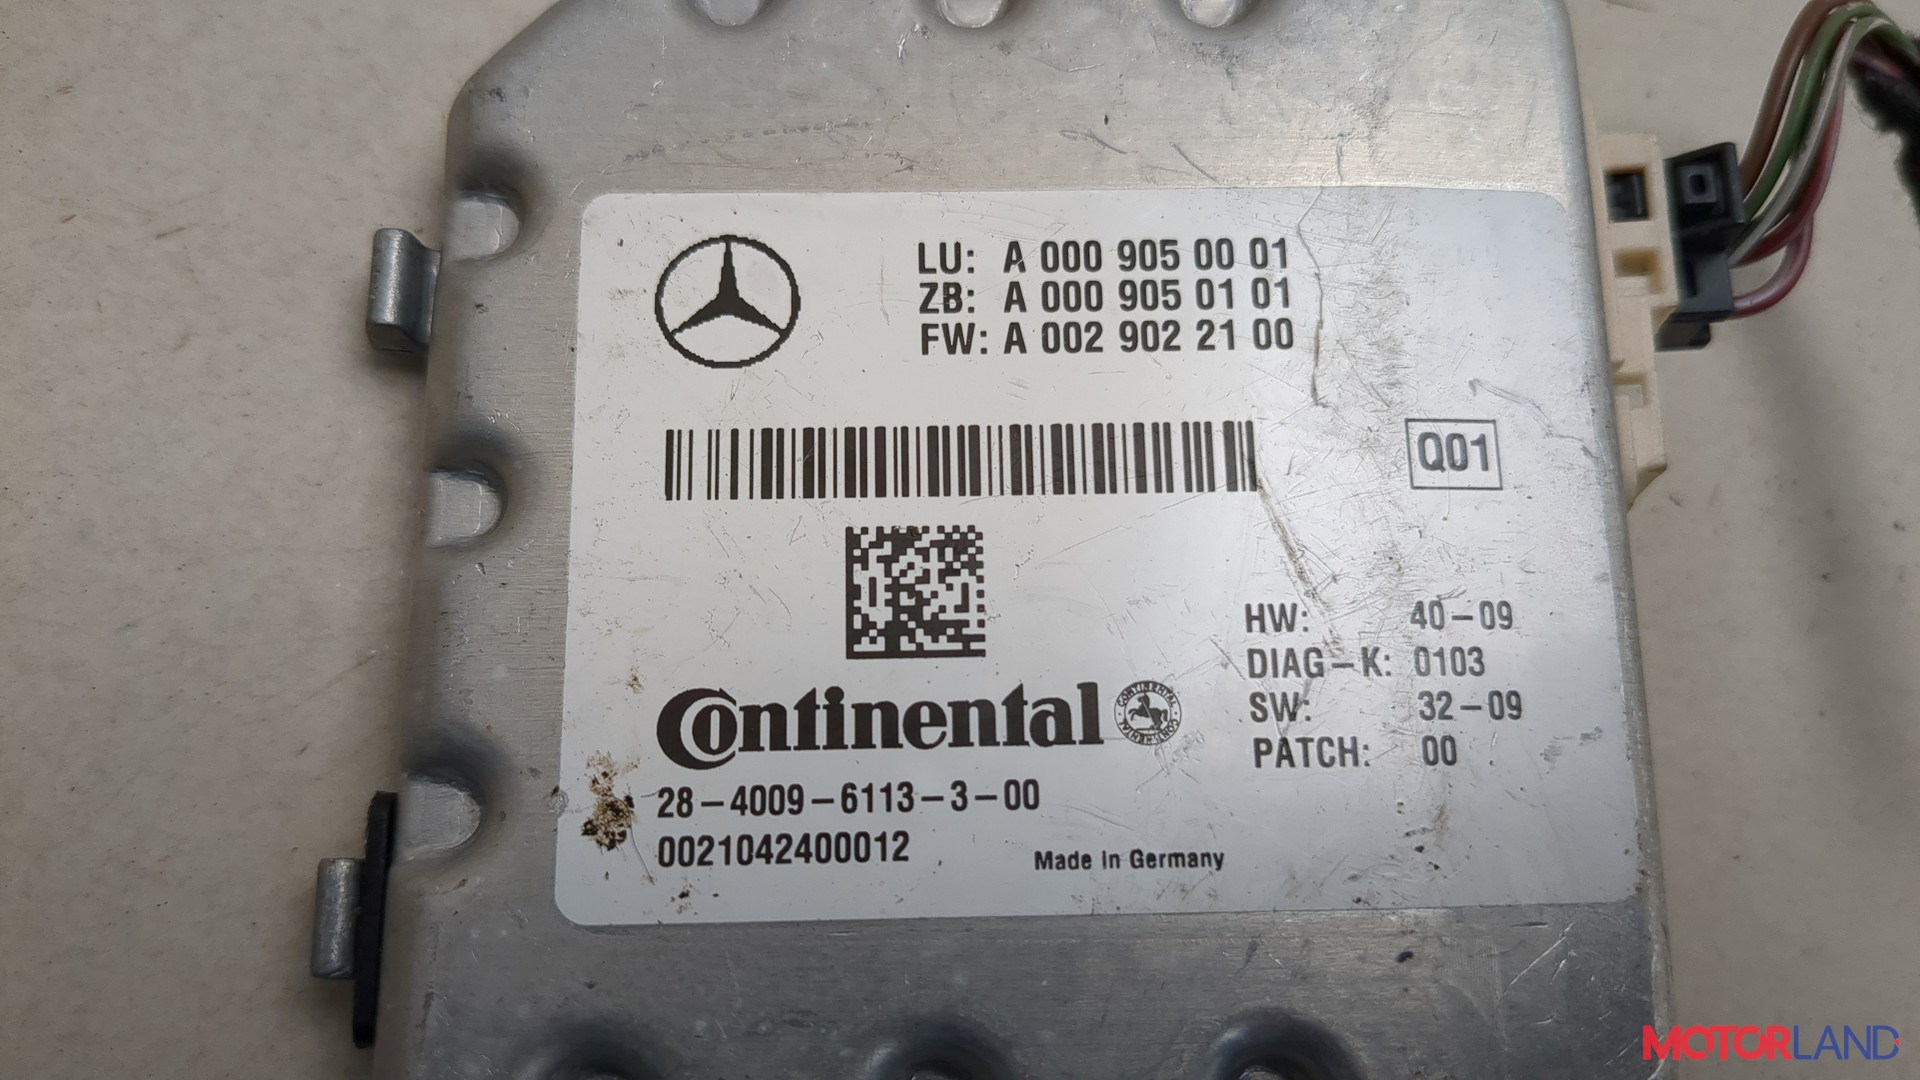 LU: A 000 905 00 01
ZB: A 000 905 01 01
FW: A 002 902 21 00
Q01
HW: 40-09
DIAG-K: 0103
SW: 32-09
PATCH: 00
Continental
CONTINENTAL
28-4009-6113-3-00
0021042400012
Made in Germany
MOTORLAND